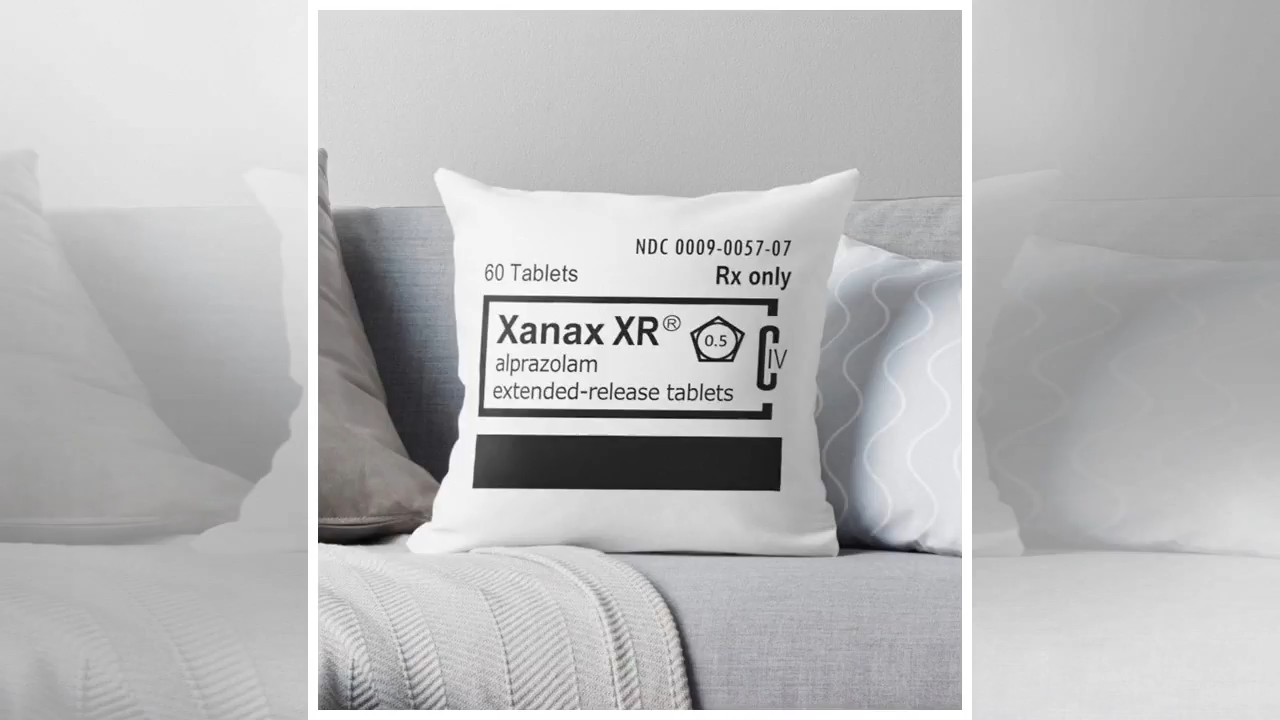 NDC 0009-0057-07
60 Tablets Rx only
Xanax XR® 0.5
CIV
alprazolam
extended-release tablets